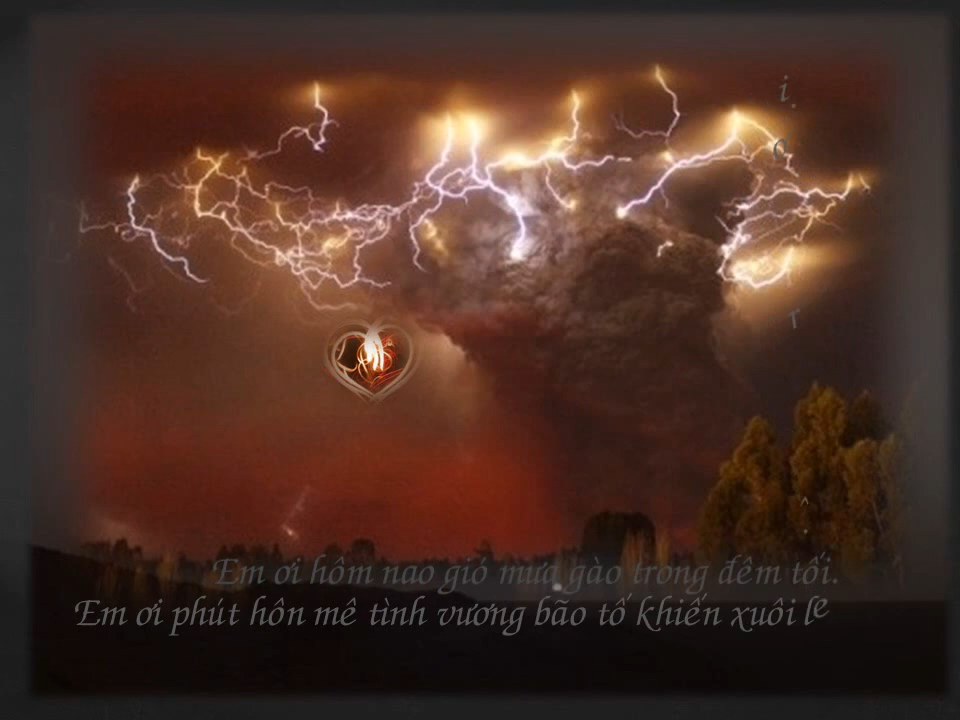 Em ơi hôm nao gió mưa gào trong đêm tối.
Em ơi phút hôn mê tình vương bão tố khiến xuôi le